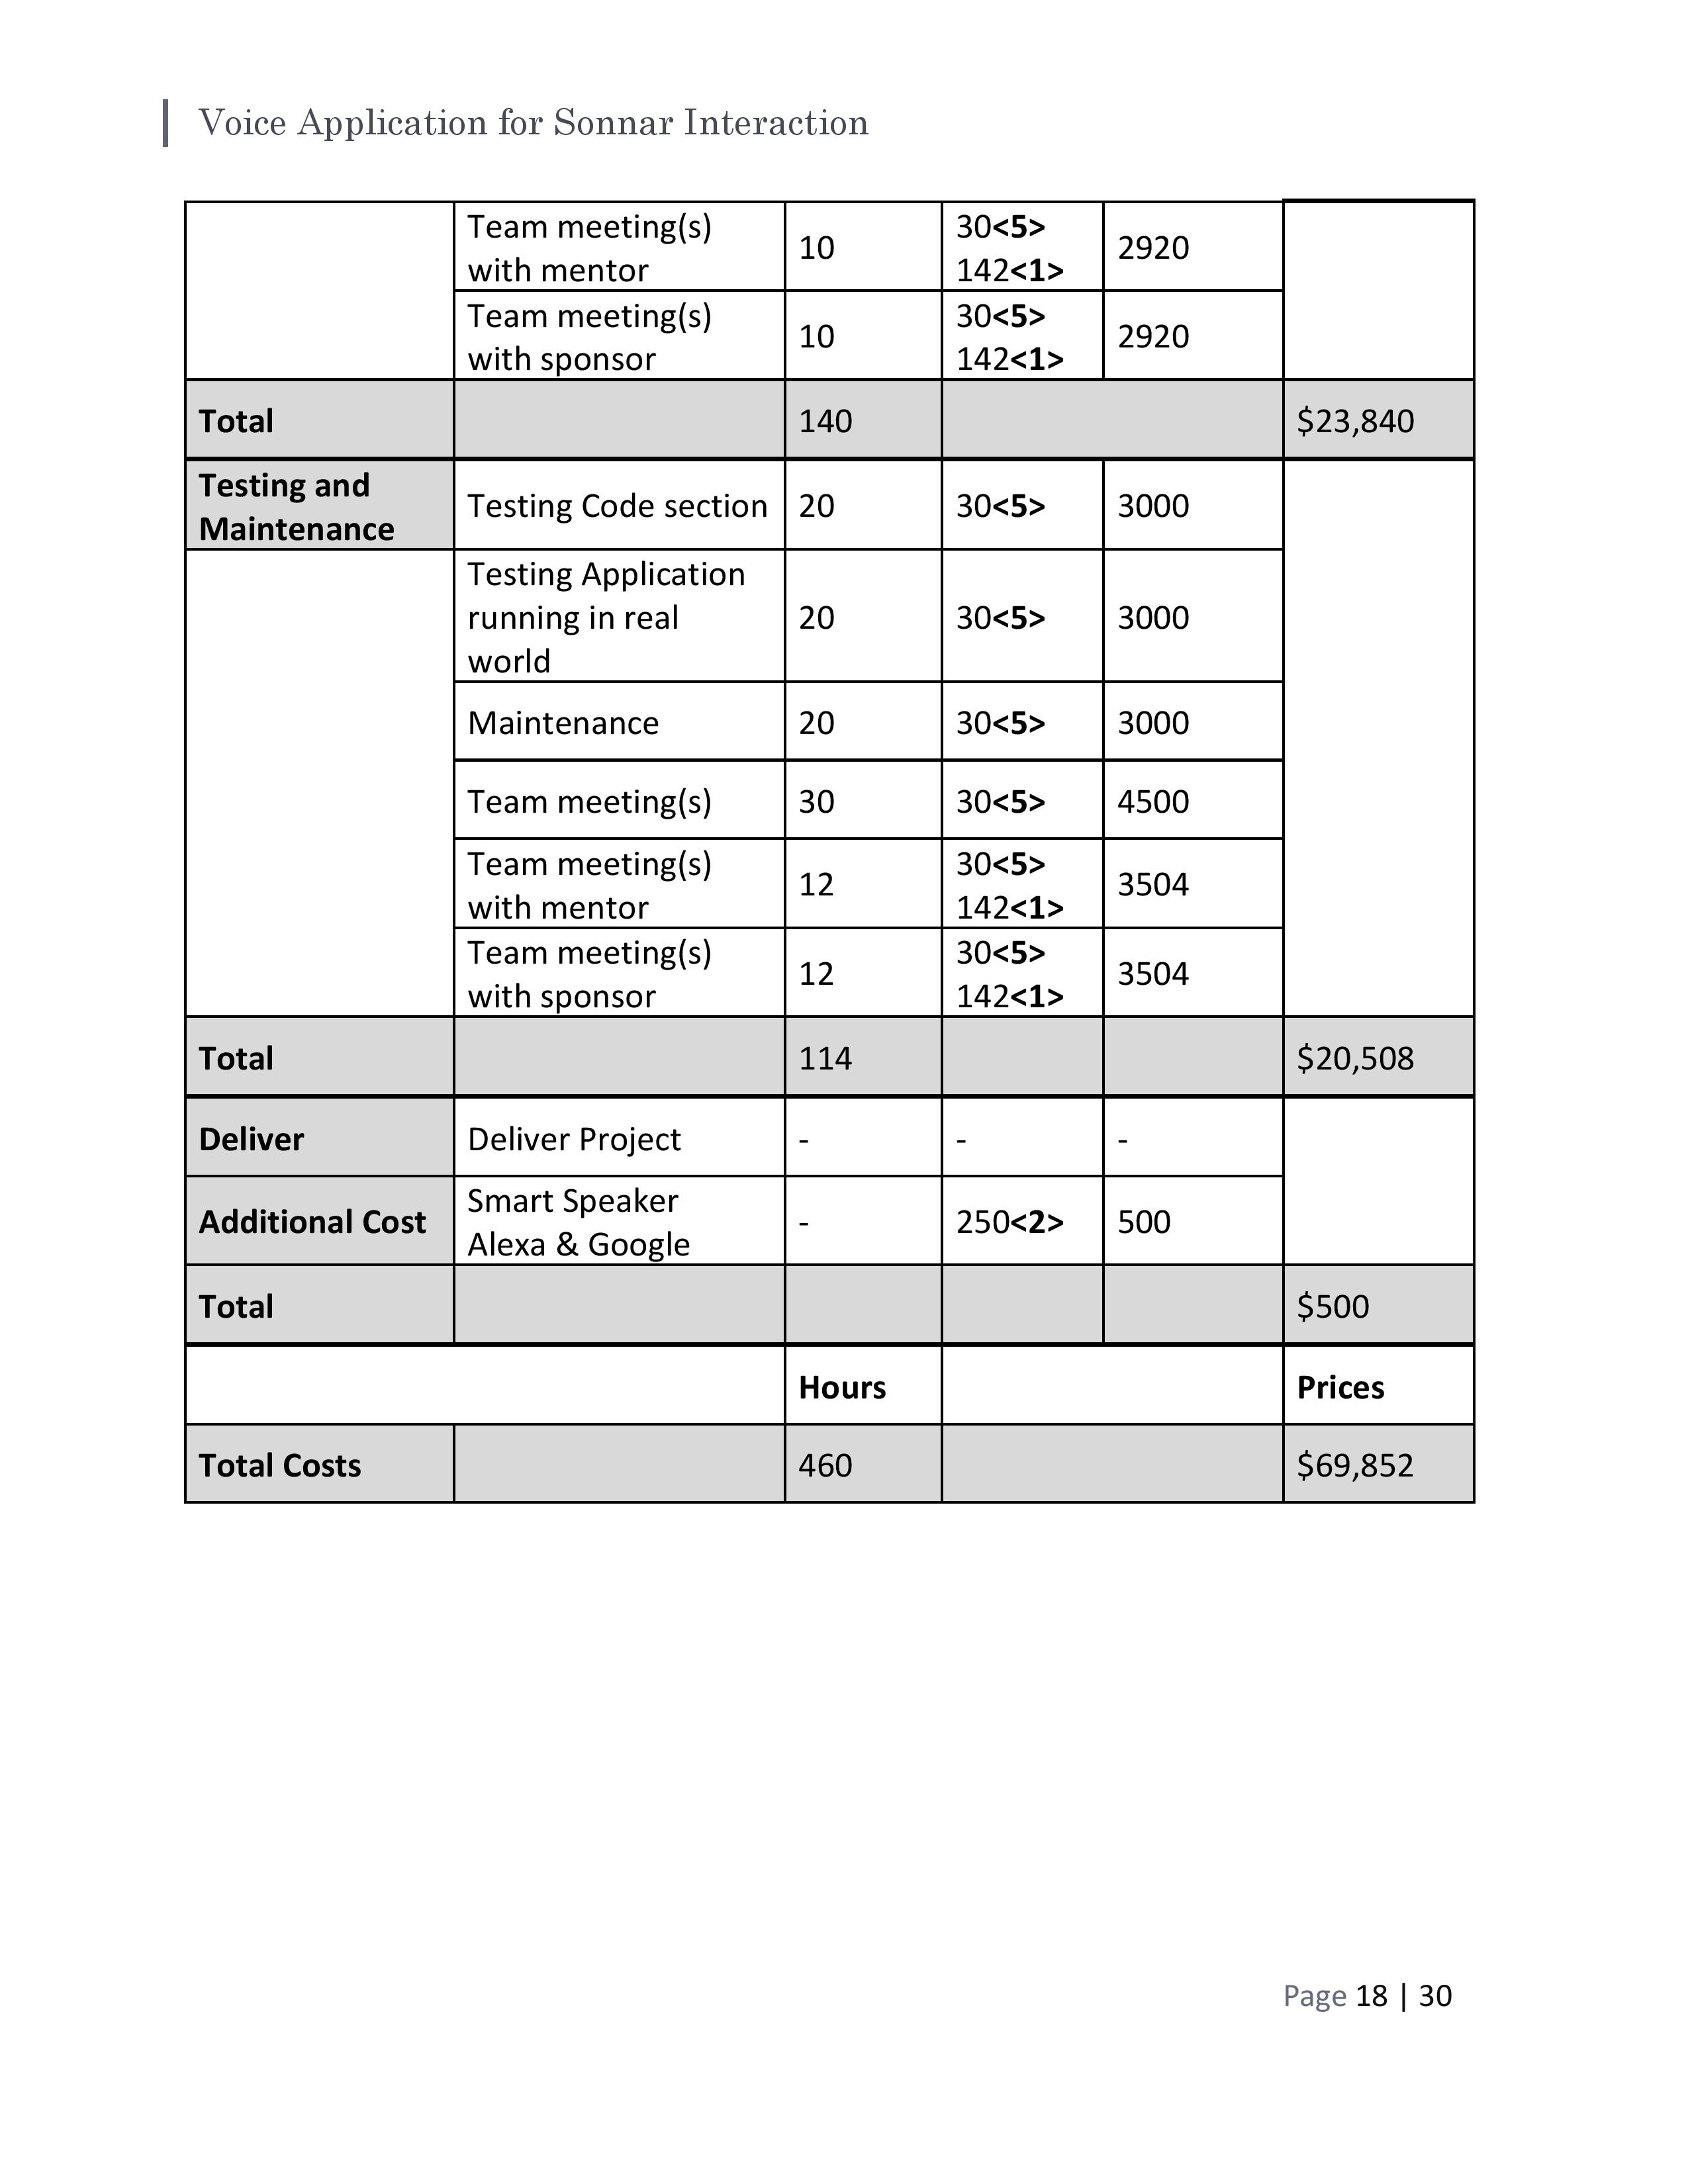 Voice Application for Sonnar Interaction
Team meeting(s)
with mentor
10
30<5>
142<1>
2920
Team meeting(s)
with sponsor
10
30<5>
142<1>
2920
Total
140
$23,840
Testing and
Maintenance
Testing Code section
20
30<5>
3000
Testing Application
running in real
world
20
30<5>
3000
Maintenance
20
30<5>
3000
Team meeting(s)
30
30<5>
4500
Team meeting(s)
with mentor
12
30<5>
142<1>
3504
Team meeting(s)
with sponsor
12
30<5>
142<1>
3504
Total
114
$20,508
Deliver
Deliver Project
-
-
-
Additional Cost
Smart Speaker
Alexa & Google
-
250<2>
500
Total
$500
Hours
Prices
Total Costs
460
$69,852
Page 18 | 30